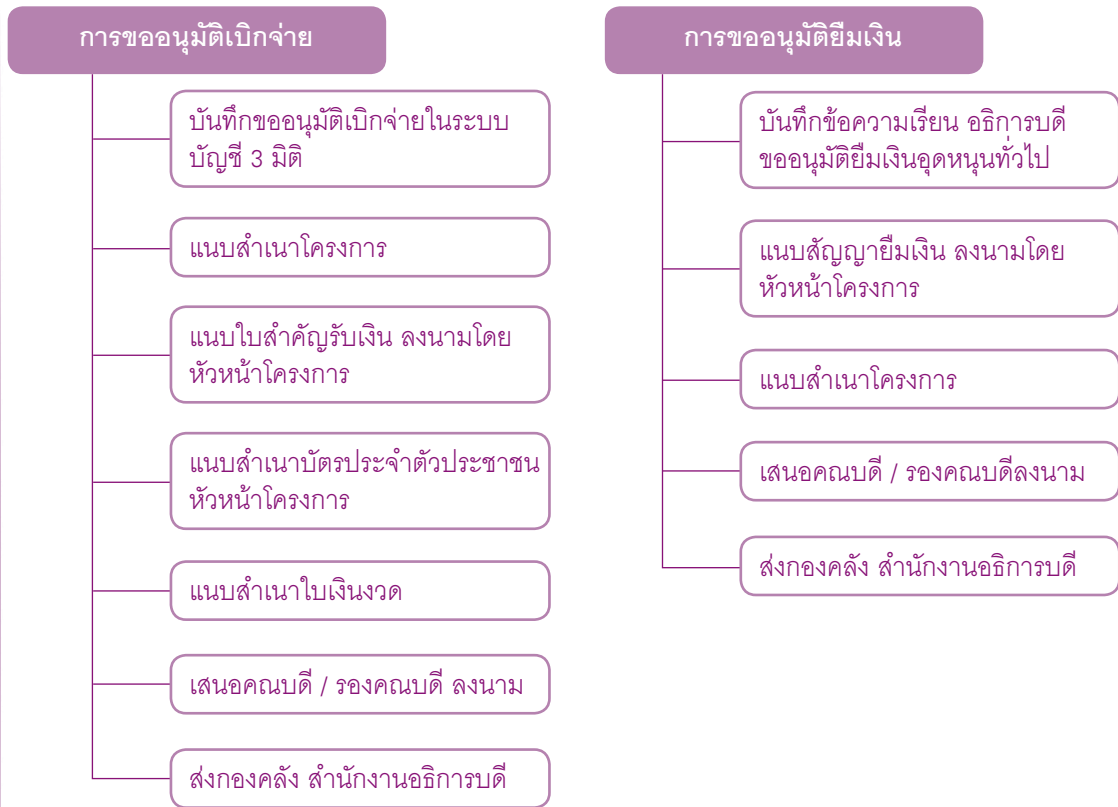 การขออนุมัติเบิกจ่าย
บันทึกขออนุมัติเบิกจ่ายในระบบ
บัญชี 3 มิติ
แนบสำเนาโครงการ
แนบใบสำคัญรับเงิน ลงนามโดย
หัวหน้าโครงการ
แนบสำเนาบัตรประจำตัวประชาชน
หัวหน้าโครงการ
แนบสำเนาใบเงินงวด
เสนอคณบดี / รองคณบดี ลงนาม
ส่งกองคลัง สำนักงานอธิการบดี
การขออนุมัติยืมเงิน
บันทึกข้อความเรียน อธิการบดี
ขออนุมัติยืมเงินอุดหนุนทั่วไป
แนบสัญญายืมเงิน ลงนามโดย
หัวหน้าโครงการ
แนบสำเนาโครงการ
เสนอคณบดี / รองคณบดีลงนาม
ส่งกองคลัง สำนักงานอธิการบดี